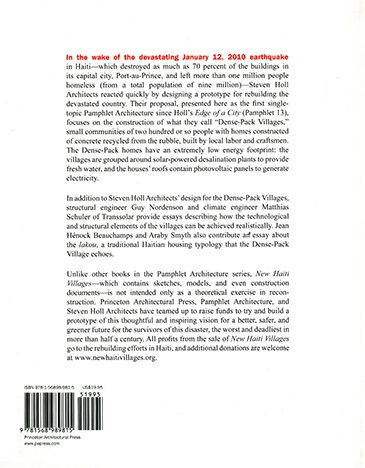 In the wake of the devastating January 12, 2010 earthquake
in Haiti—which destroyed as much as 70 percent of the buildings in
its capital city, Port-au-Prince, and left more than one million people
homeless (from a total population of nine million)—Steven Holl
Architects reacted quickly by designing a prototype for rebuilding the
devastated country. Their proposal, presented here as the first single-
topic Pamphlet Architecture since Holl's Edge of a City (Pamphlet 13),
focuses on the construction of what they call “Dense-Pack Villages,”
small communities of two hundred or so people with homes constructed
of concrete recycled from the rubble, built by local labor and craftsmen.
The Dense-Pack homes have an extremely low energy footprint: the
villages are grouped around solar-powered desalination plants to provide
fresh water, and the houses' roofs contain photovoltaic panels to generate
electricity.
In addition to Steven Holl Architects' design for the Dense-Pack Villages,
structural engineer Guy Nordenson and climate engineer Matthias
Schuler of Transsolar provide essays describing how the technological
and structural elements of the villages can be achieved realistically. Jean
Hénock Beauchamps and Araby Smyth also contribute an essay about
the lakou, a traditional Haitian housing typology that the Dense-Pack
Village echoes.
Unlike other books in the Pamphlet Architecture series, New Haiti
Villages—which contains sketches, models, and even construction
documents—is not intended only as a theoretical exercise in recon-
struction. Princeton Architectural Press, Pamphlet Architecture, and
Steven Holl Architects have teamed up to raise funds to try and build a
prototype of this thoughtful and inspiring vision for a better, safer, and
greener future for the survivors of this disaster, the worst and deadliest in
more than half a century. All profits from the sale of New Haiti Villages
go to the rebuilding efforts in Haiti, and additional donations are welcome
at www.newhaitivillages.org.
ISBN 978-1-56898-981-5 US$19.95
51995
9 781568 989815
Princeton Architectural Press
www.papress.com